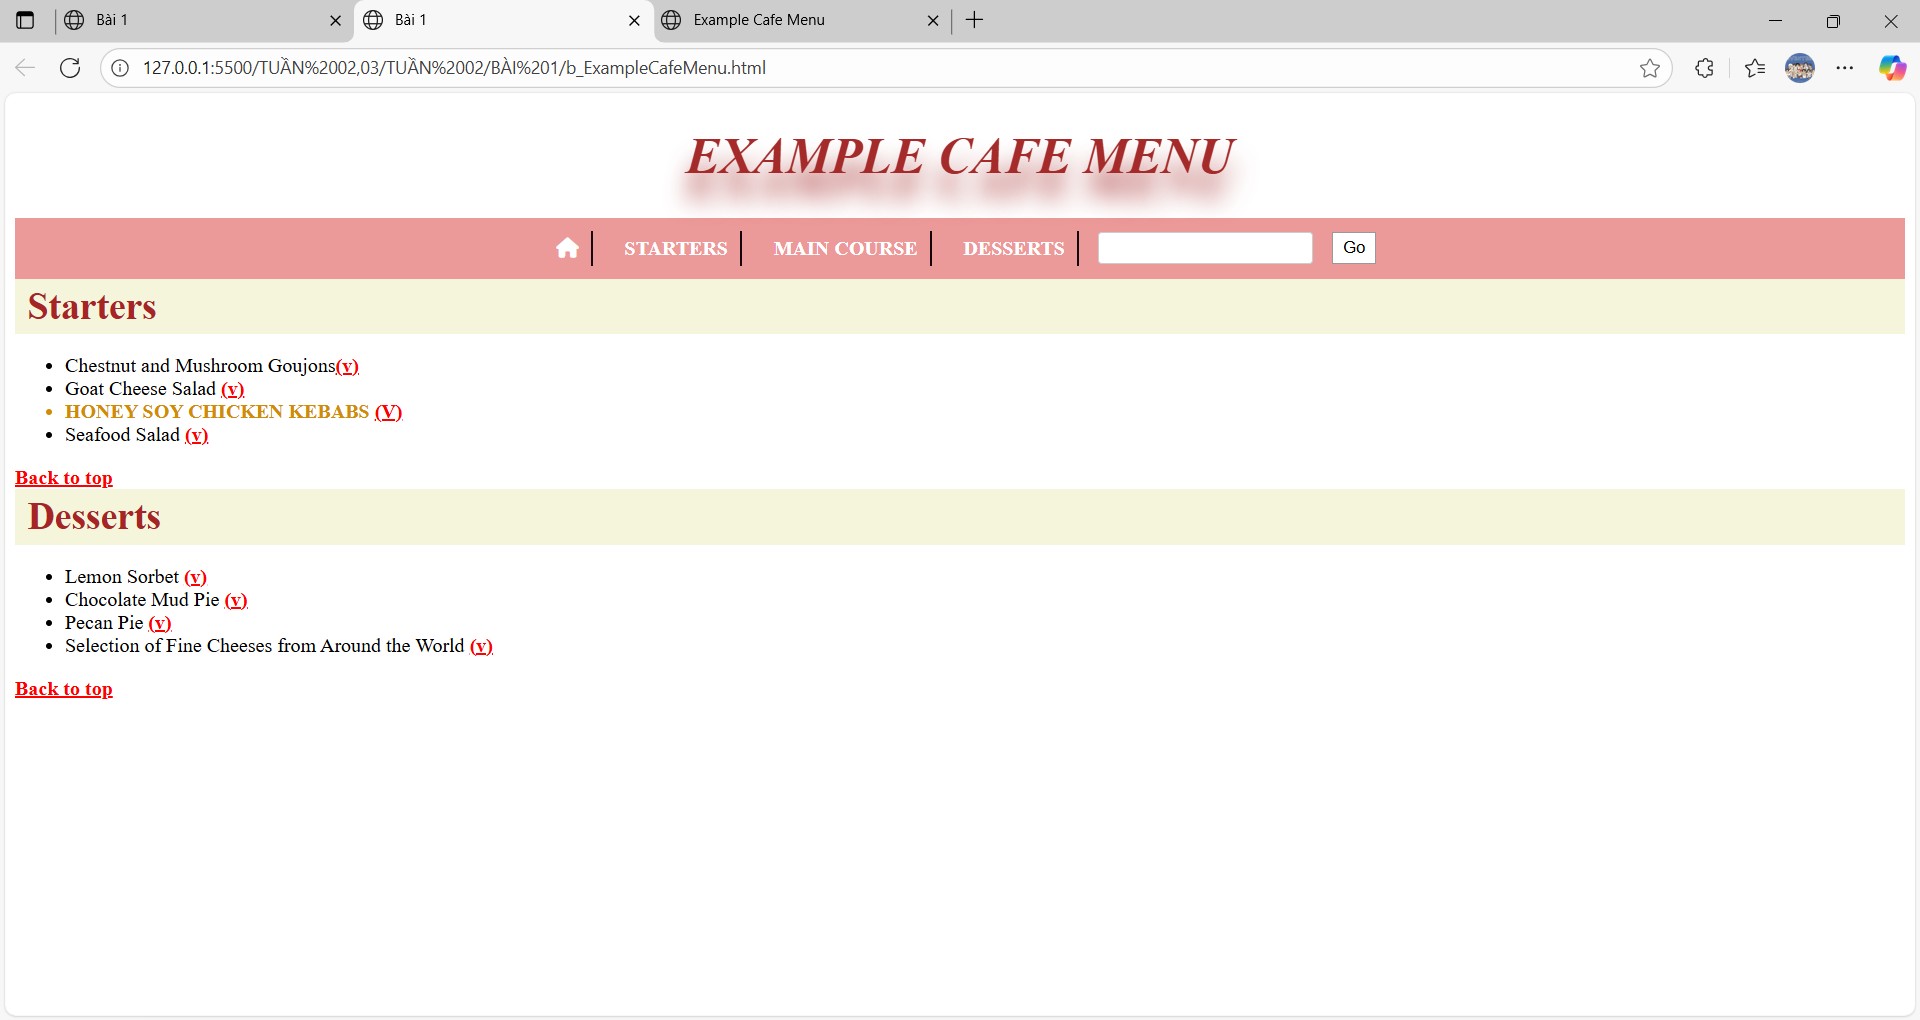 Bài 1
Bài 1
Example Cafe Menu
127.0.0.1:5500/TUẦN%2002,03/TUẦN%2002/BÀI%201/b_ExampleCafeMenu.html
EXAMPLE CAFE MENU
STARTERS MAIN COURSE DESSERTS Go
Starters
Chestnut and Mushroom Goujons(v)
Goat Cheese Salad (v)
HONEY SOY CHICKEN KEBABS (V)
Seafood Salad (v)
Back to top
Desserts
Lemon Sorbet (v)
Chocolate Mud Pie (v)
Pecan Pie (v)
Selection of Fine Cheeses from Around the World (v)
Back to top